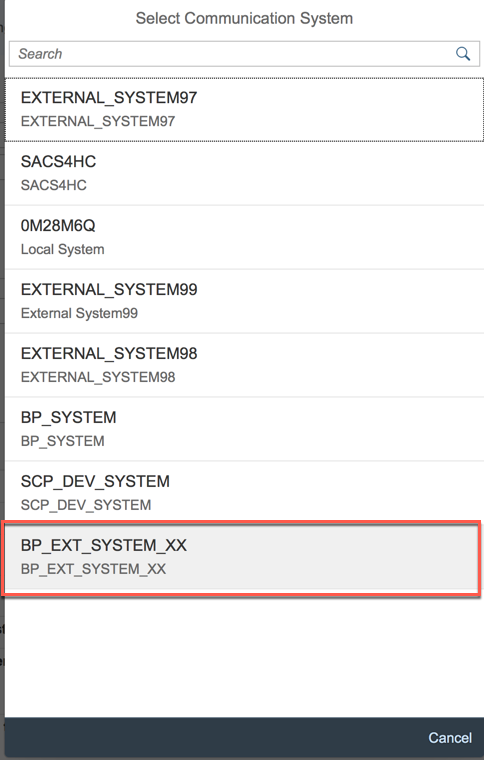 Select Communication System
Search
EXTERNAL_SYSTEM97
EXTERNAL_SYSTEM97
SACS4HC
SACS4HC
0M28M6Q
Local System
EXTERNAL_SYSTEM99
External System99
EXTERNAL_SYSTEM98
EXTERNAL_SYSTEM98
BP_SYSTEM
BP_SYSTEM
SCP_DEV_SYSTEM
SCP_DEV_SYSTEM
BP_EXT_SYSTEM_XX
BP_EXT_SYSTEM_XX
Cancel